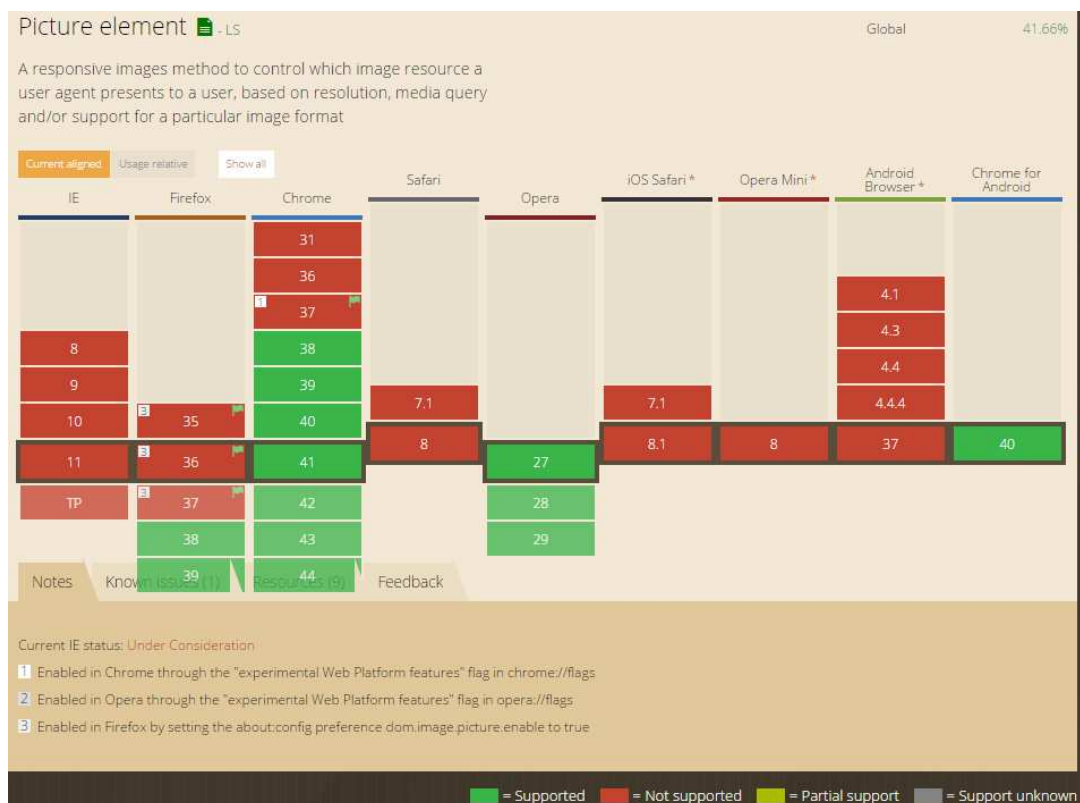 Picture element - LS
Global 41.66%
A responsive images method to control which image resource a
user agent presents to a user, based on resolution, media query
and/or support for a particular image format
Current aligned Usage relative Show all
IE Firefox Chrome Safari Opera iOS Safari * Opera Mini * Android Browser * Chrome for Android
31
36
1 37 4.1
8 38 4.3
9 39 4.4
10 3 35 40 7.1 7.1 4.4.4
11 3 36 41 8 27 8.1 8 37 40
TP 3 37 42 28
38 43 29
39 44
Notes Known issues (1) Resources (9) Feedback
Current IE status: Under Consideration
1 Enabled in Chrome through the "experimental Web Platform features" flag in chrome://flags
2 Enabled in Opera through the "experimental Web Platform features" flag in opera://flags
3 Enabled in Firefox by setting the about:config preference dom.image.picture.enable to true
= Supported = Not supported = Partial support = Support unknown